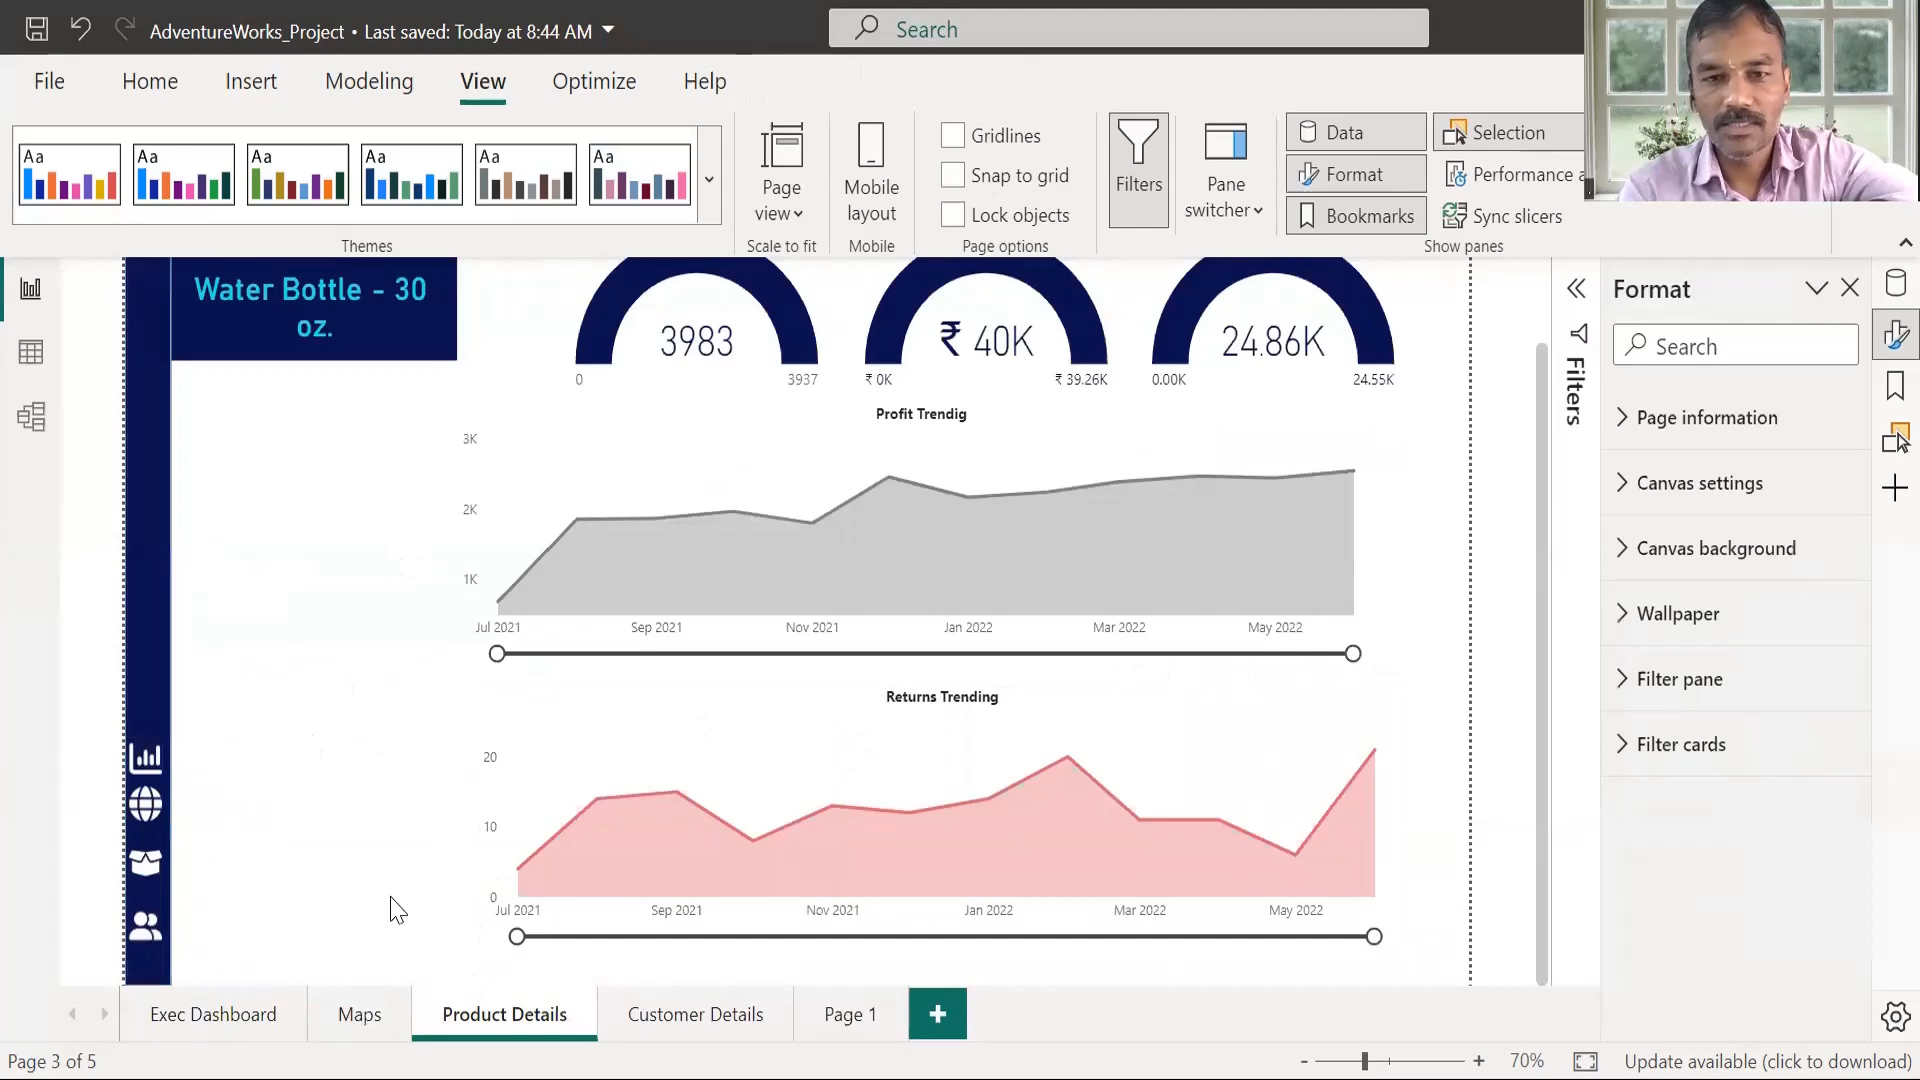 AdventureWorks_Project • Last saved: Today at 8:44 AM
Search
File Home Insert Modeling View Optimize Help
Aa Aa Aa Aa Aa Aa
Themes
Page view
Scale to fit
Mobile layout
Mobile
Gridlines
Snap to grid
Lock objects
Page options
Filters
Pane switcher
Data
Format
Bookmarks
Selection
Performance a
Sync slicers
Show panes
Water Bottle - 30
oz.
3983
0 3937
₹ 40K
₹ 0K ₹ 39.26K
24.86K
0.00K 24.55K
Profit Trendig
3K
2K
1K
Jul 2021 Sep 2021 Nov 2021 Jan 2022 Mar 2022 May 2022
Returns Trending
20
10
0
Jul 2021 Sep 2021 Nov 2021 Jan 2022 Mar 2022 May 2022
Filters
Format
Search
Page information
Canvas settings
Canvas background
Wallpaper
Filter pane
Filter cards
Exec Dashboard Maps Product Details Customer Details Page 1
Page 3 of 5
- + 70%
Update available (click to download)